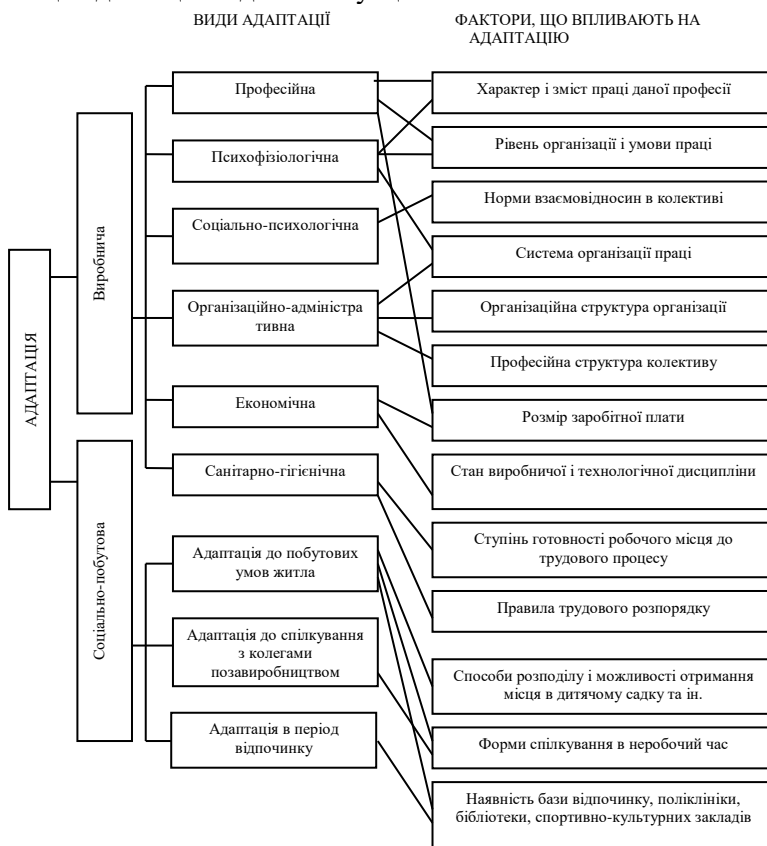 ВИДИ АДАПТАЦІЇ
ФАКТОРИ, ЩО ВПЛИВАЮТЬ НА
АДАПТАЦІЮ
АДАПТАЦІЯ
Виробнича
Соціально-побутова
Професійна
Психофізіологічна
Соціально-психологічна
Організаційно-адміністра
тивна
Економічна
Санітарно-гігієнічна
Адаптація до побутових
умов житла
Адаптація до спілкування
з колегами
позавиробництвом
Адаптація в період
відпочинку
Характер і зміст праці даної професії
Рівень організації і умови праці
Норми взаємовідносин в колективі
Система організації праці
Організаційна структура організації
Професійна структура колективу
Розмір заробітної плати
Стан виробничої і технологічної дисципліни
Ступінь готовності робочого місця до
трудового процесу
Правила трудового розпорядку
Способи розподілу і можливості отримання
місця в дитячому садку та ін.
Форми спілкування в неробочий час
Наявність бази відпочинку, поліклініки,
бібліотеки, спортивно-культурних закладів